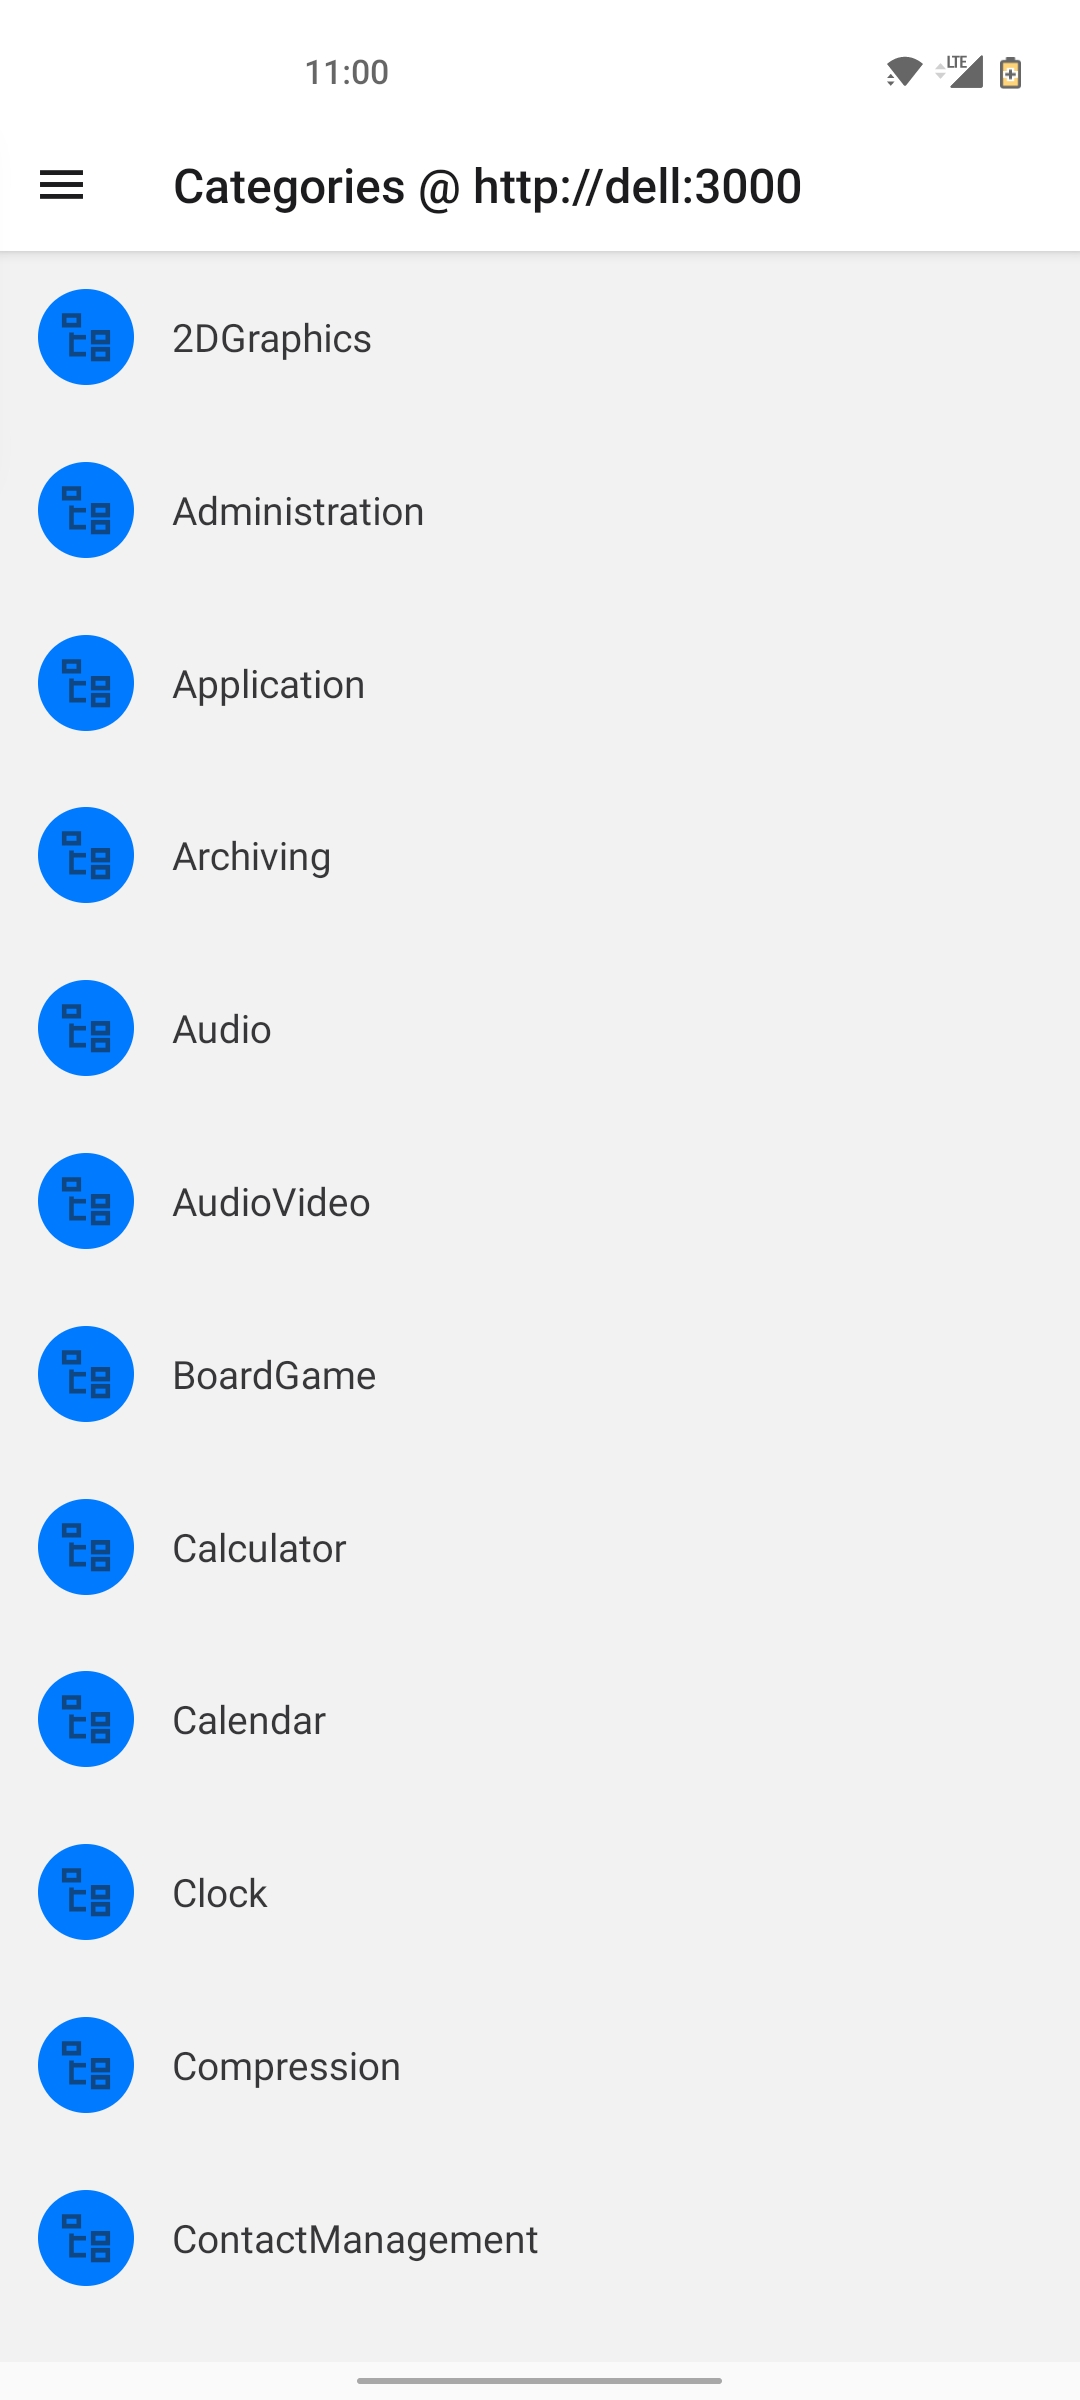 11:00
LTE
Categories @ http://dell:3000
2DGraphics
Administration
Application
Archiving
Audio
AudioVideo
BoardGame
Calculator
Calendar
Clock
Compression
ContactManagement